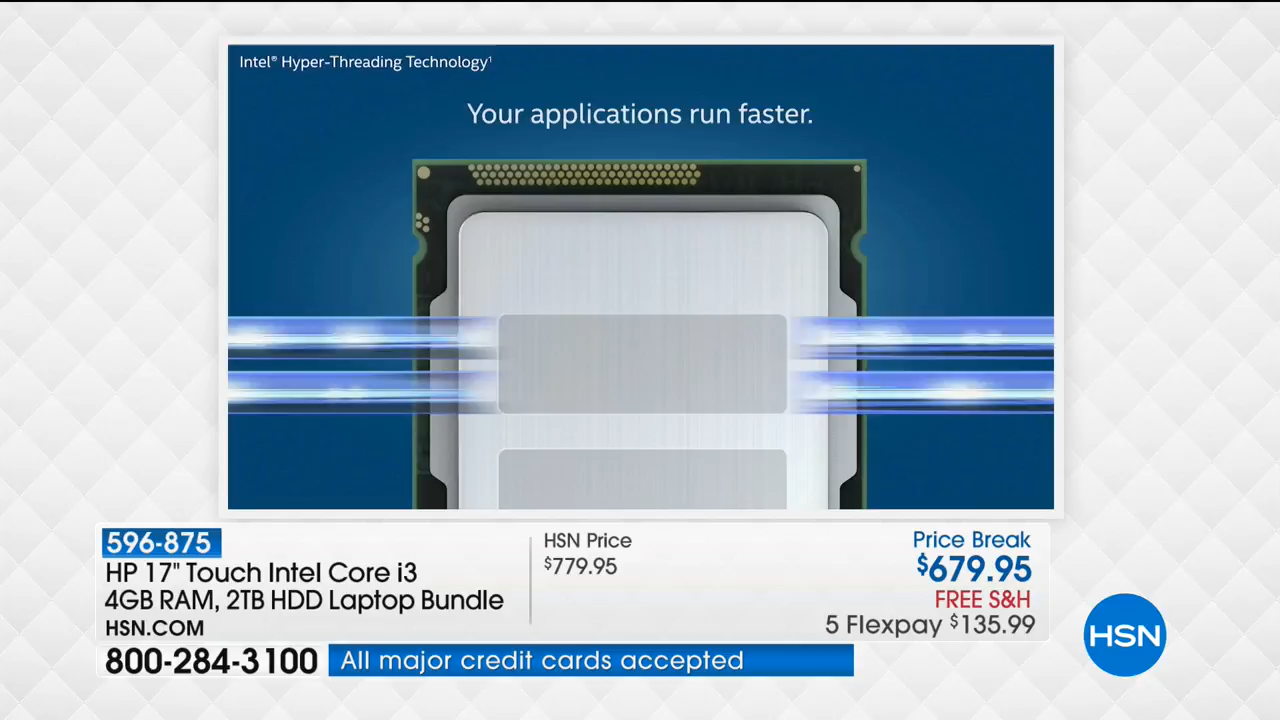 Intel® Hyper-Threading Technology¹
Your applications run faster.
596-875
HP 17" Touch Intel Core i3
4GB RAM, 2TB HDD Laptop Bundle
HSN.COM
HSN Price
$779.95
Price Break
$679.95
FREE S&H
5 Flexpay $135.99
HSN
800-284-3100
All major credit cards accepted